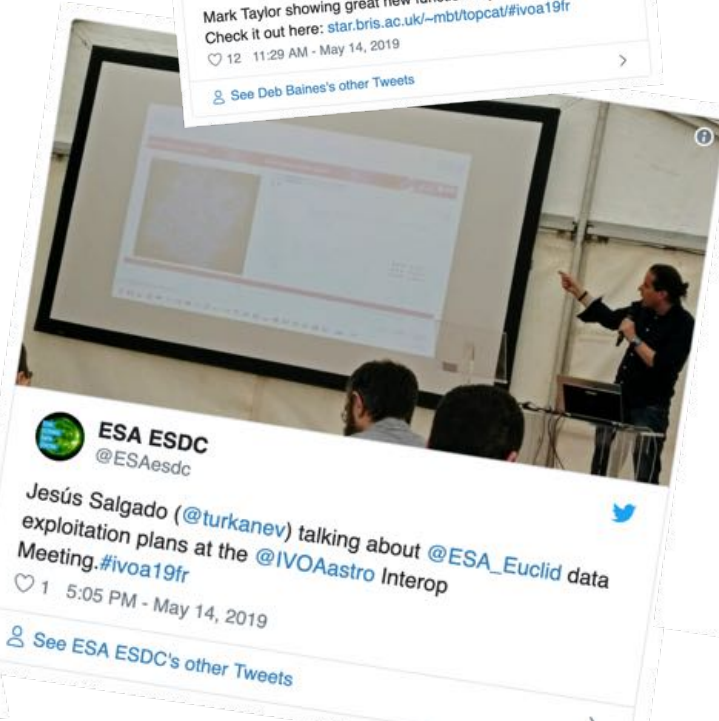 Mark Taylor showing great new
Check it out here: star.bris.ac.uk/~mbt/topcat/#ivoa19fr
12 11:29 AM - May 14, 2019
See Deb Baines's other Tweets
ESA ESDC
@ESAesdc
Jesús Salgado (@turkanev) talking about @ESA_Euclid data
exploitation plans at the @IVOAastro Interop
Meeting.#ivoa19fr
1 5:05 PM - May 14, 2019
See ESA ESDC's other Tweets